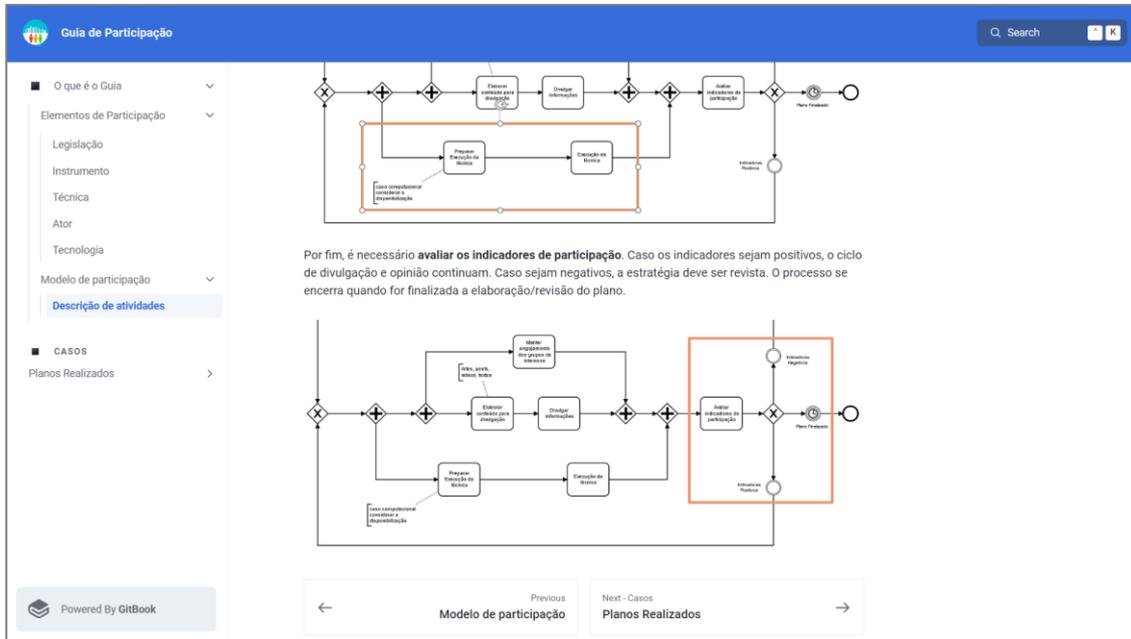 Guia de Participação
Search
^ K
O que é o Guia
Elementos de Participação
Legislação
Instrumento
Técnica
Ator
Tecnologia
Modelo de participação
Descrição de atividades
CASOS
Planos Realizados
Powered By GitBook
Elaborar
conteúdo para
divulgação
Divulgar
informações
Avaliar
indicadores de
participação
Plano Finalizado
Preparar
Execução da
técnica
Execução da
técnica
Indicadores
Positivos
caso computacional
considerar a
disponibilização
Por fim, é necessário avaliar os indicadores de participação. Caso os indicadores sejam positivos, o ciclo
de divulgação e opinião continuam. Caso sejam negativos, a estratégia deve ser revista. O processo se
encerra quando for finalizada a elaboração/revisão do plano.
Manter
engajamento
dos grupos de
interesse
Indicadores
Negativos
Artes, posts,
vídeos, textos
Elaborar
conteúdo para
divulgação
Divulgar
informações
Avaliar
indicadores de
participação
Plano Finalizado
Preparar
Execução da
técnica
Execução da
técnica
Indicadores
Positivos
caso computacional
considerar a
disponibilização
Previous
Modelo de participação
Next - Casos
Planos Realizados